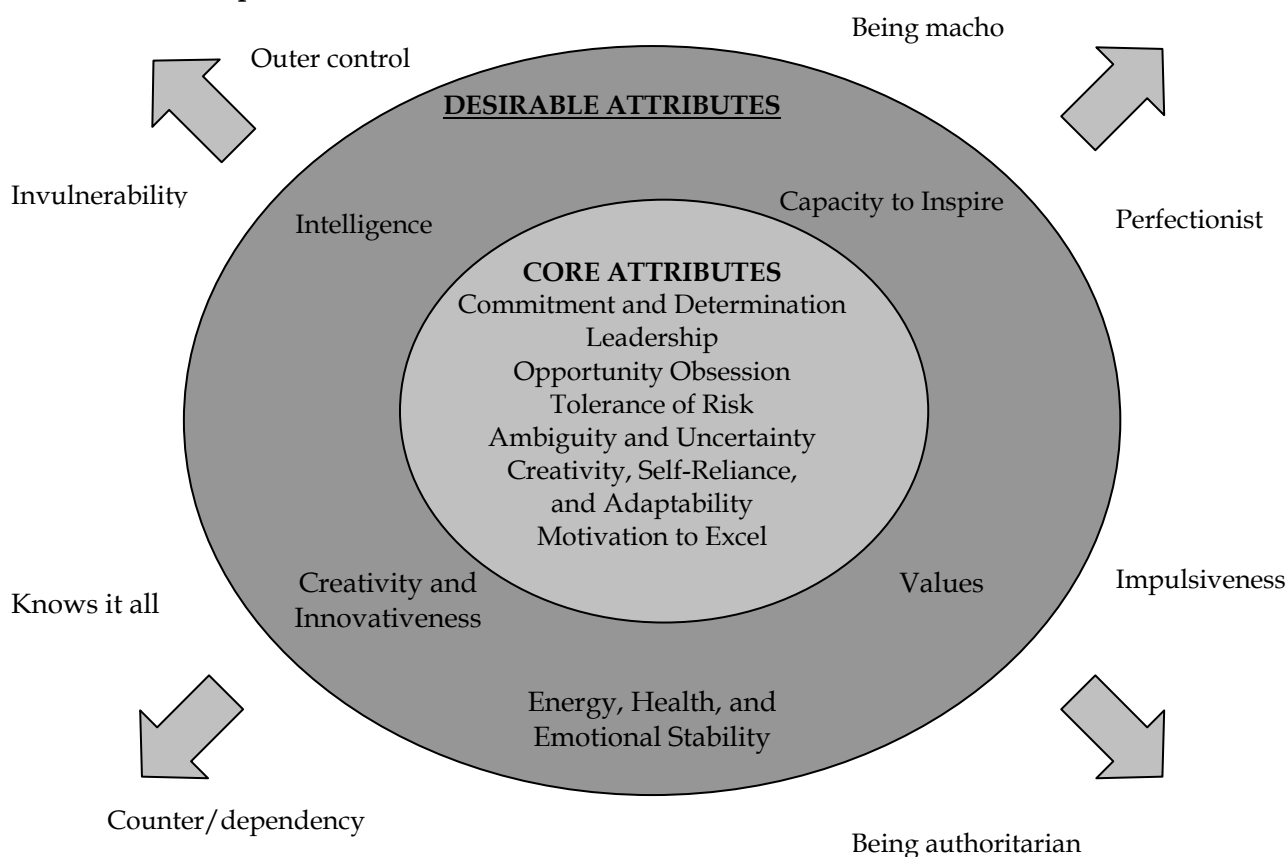 Being macho
Outer control
DESIRABLE ATTRIBUTES
Invulnerability
Capacity to Inspire
Perfectionist
Intelligence
CORE ATTRIBUTES
Commitment and Determination
Leadership
Opportunity Obsession
Tolerance of Risk
Ambiguity and Uncertainty
Creativity, Self-Reliance,
and Adaptability
Motivation to Excel
Creativity and
Innovativeness
Values
Impulsiveness
Knows it all
Energy, Health, and
Emotional Stability
Counter/dependency
Being authoritarian